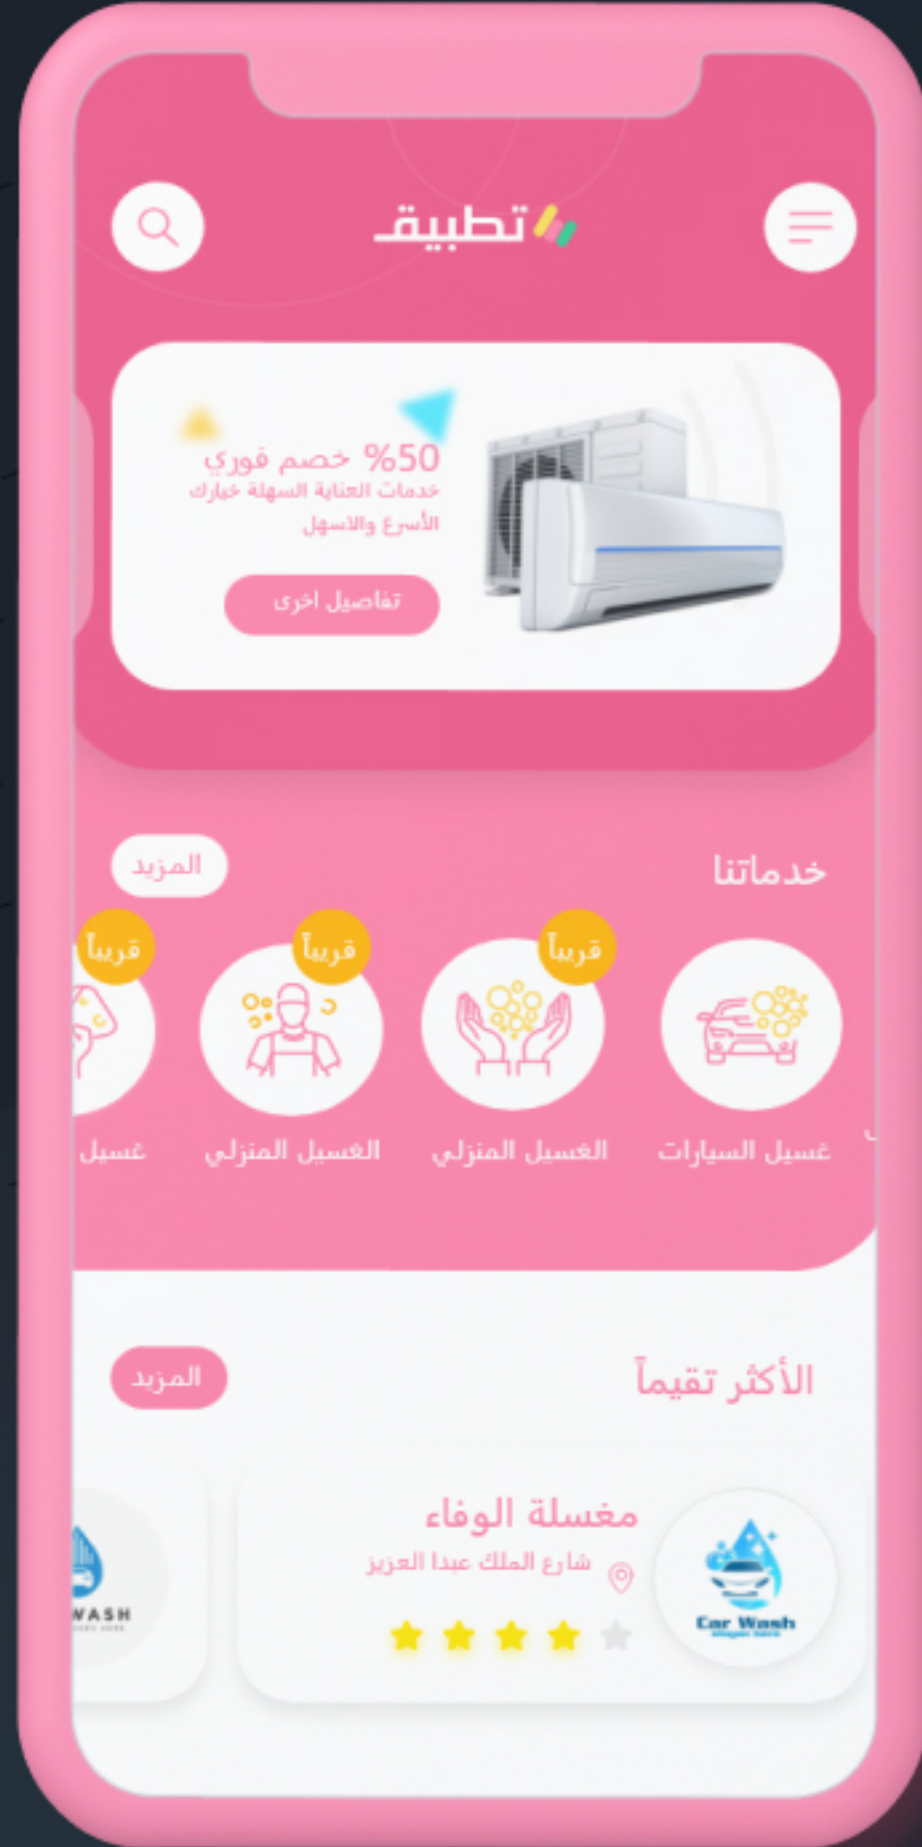 تطبيق
%50 خصم فوري
خدمات العناية السهلة خيارك
الأسرع والاسهل
تفاصيل اخرى
خدماتنا
المزيد
قريباً
قريباً
قريباً
غسيل السيارات
الغسيل المنزلي
الغسيل المنزلي
غسيل
الأكثر تقيماً
المزيد
مغسلة الوفاء
شارع الملك عبدا العزيز
Car Wash
WASH